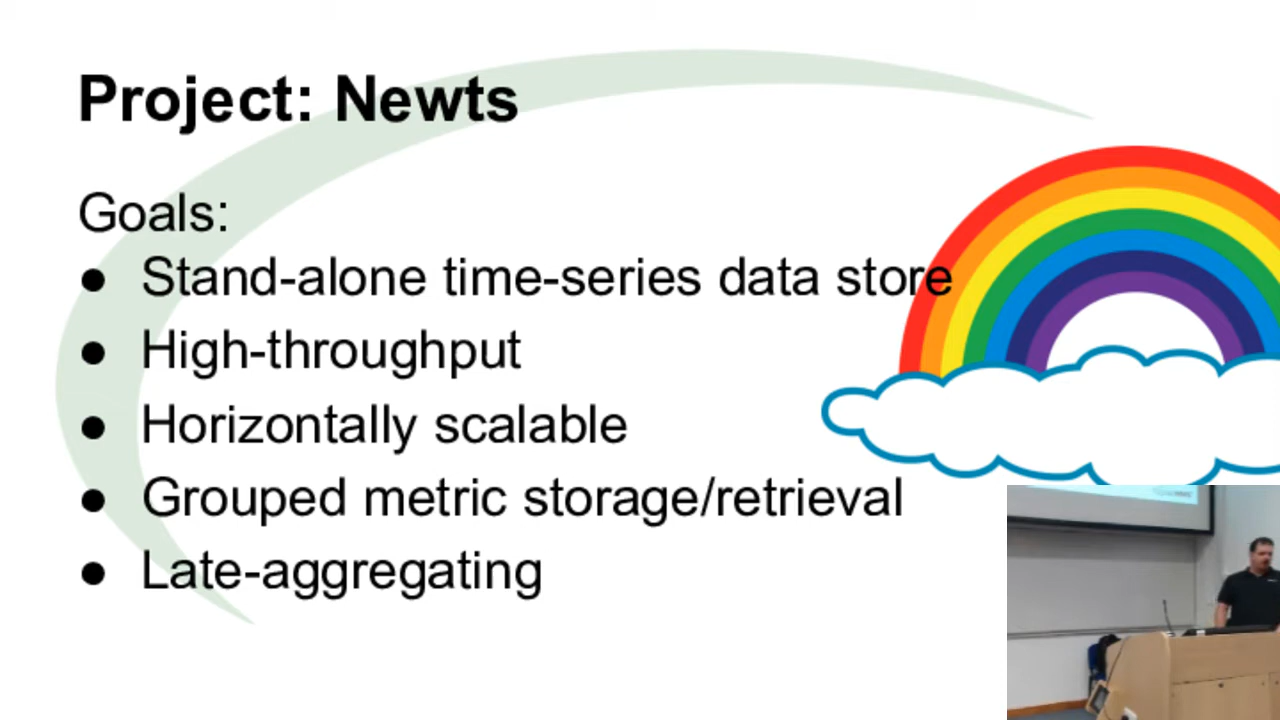 Project: Newts
Goals:
● Stand-alone time-series data store
● High-throughput
● Horizontally scalable
● Grouped metric storage/retrieval
● Late-aggregating